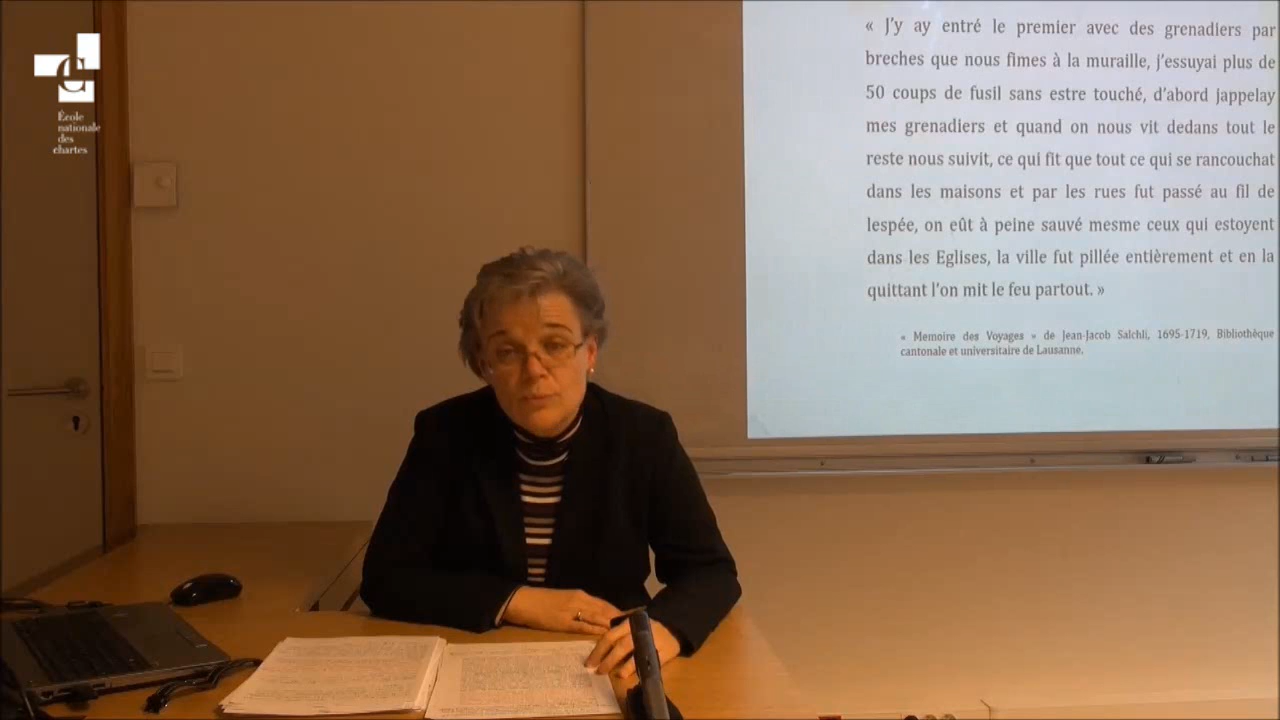 École
nationale
des
chartes
« J'y ay entré le premier avec des grenadiers par
breches que nous fimes à la muraille, j'essuyai plus de
50 coups de fusil sans estre touché, d'abord jappelay
mes grenadiers et quand on nous vit dedans tout le
reste nous suivit, ce qui fit que tout ce qui se rancouchat
dans les maisons et par les rues fut passé au fil de
lespée, on eût à peine sauvé mesme ceux qui estoyent
dans les Eglises, la ville fut pillée entièrement et en la
quittant l'on mit le feu partout. »
« Memoire des Voyages » de Jean-Jacob Salchli, 1695-1719, Bibliothèque
cantonale et universitaire de Lausanne.